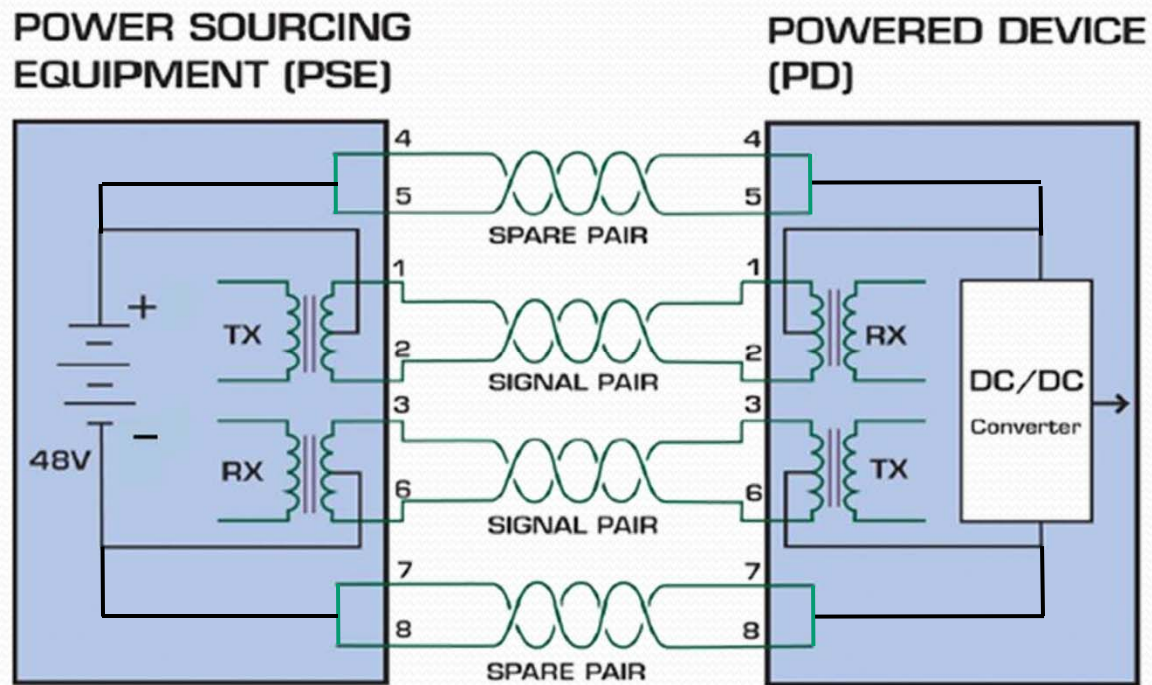 POWER SOURCING
EQUIPMENT (PSE)
POWERED DEVICE
(PD)
4
4
5
5
SPARE PAIR
1
1
+
TX
RX
2
2
SIGNAL PAIR
DC/DC
Converter
3
3
−
48V
RX
TX
6
6
SIGNAL PAIR
7
7
8
8
SPARE PAIR